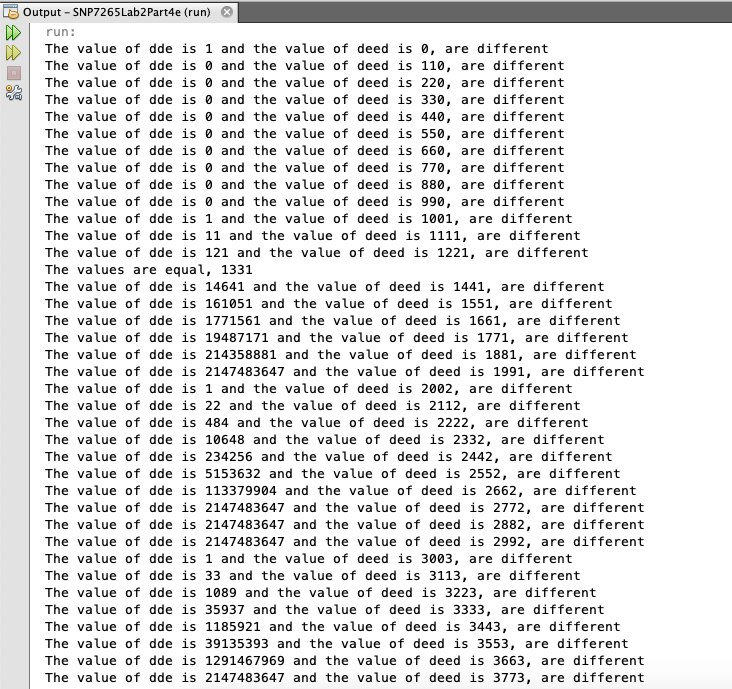 Output - SNP7265Lab2Part4e (run)
run:
The value of dde is 1 and the value of deed is 0, are different
The value of dde is 0 and the value of deed is 110, are different
The value of dde is 0 and the value of deed is 220, are different
The value of dde is 0 and the value of deed is 330, are different
The value of dde is 0 and the value of deed is 440, are different
The value of dde is 0 and the value of deed is 550, are different
The value of dde is 0 and the value of deed is 660, are different
The value of dde is 0 and the value of deed is 770, are different
The value of dde is 0 and the value of deed is 880, are different
The value of dde is 0 and the value of deed is 990, are different
The value of dde is 1 and the value of deed is 1001, are different
The value of dde is 11 and the value of deed is 1111, are different
The value of dde is 121 and the value of deed is 1221, are different
The values are equal, 1331
The value of dde is 14641 and the value of deed is 1441, are different
The value of dde is 161051 and the value of deed is 1551, are different
The value of dde is 1771561 and the value of deed is 1661, are different
The value of dde is 19487171 and the value of deed is 1771, are different
The value of dde is 214358881 and the value of deed is 1881, are different
The value of dde is 2147483647 and the value of deed is 1991, are different
The value of dde is 1 and the value of deed is 2002, are different
The value of dde is 22 and the value of deed is 2112, are different
The value of dde is 484 and the value of deed is 2222, are different
The value of dde is 10648 and the value of deed is 2332, are different
The value of dde is 234256 and the value of deed is 2442, are different
The value of dde is 5153632 and the value of deed is 2552, are different
The value of dde is 113379904 and the value of deed is 2662, are different
The value of dde is 2147483647 and the value of deed is 2772, are different
The value of dde is 2147483647 and the value of deed is 2882, are different
The value of dde is 2147483647 and the value of deed is 2992, are different
The value of dde is 1 and the value of deed is 3003, are different
The value of dde is 33 and the value of deed is 3113, are different
The value of dde is 1089 and the value of deed is 3223, are different
The value of dde is 35937 and the value of deed is 3333, are different
The value of dde is 1185921 and the value of deed is 3443, are different
The value of dde is 39135393 and the value of deed is 3553, are different
The value of dde is 1291467969 and the value of deed is 3663, are different
The value of dde is 2147483647 and the value of deed is 3773, are different